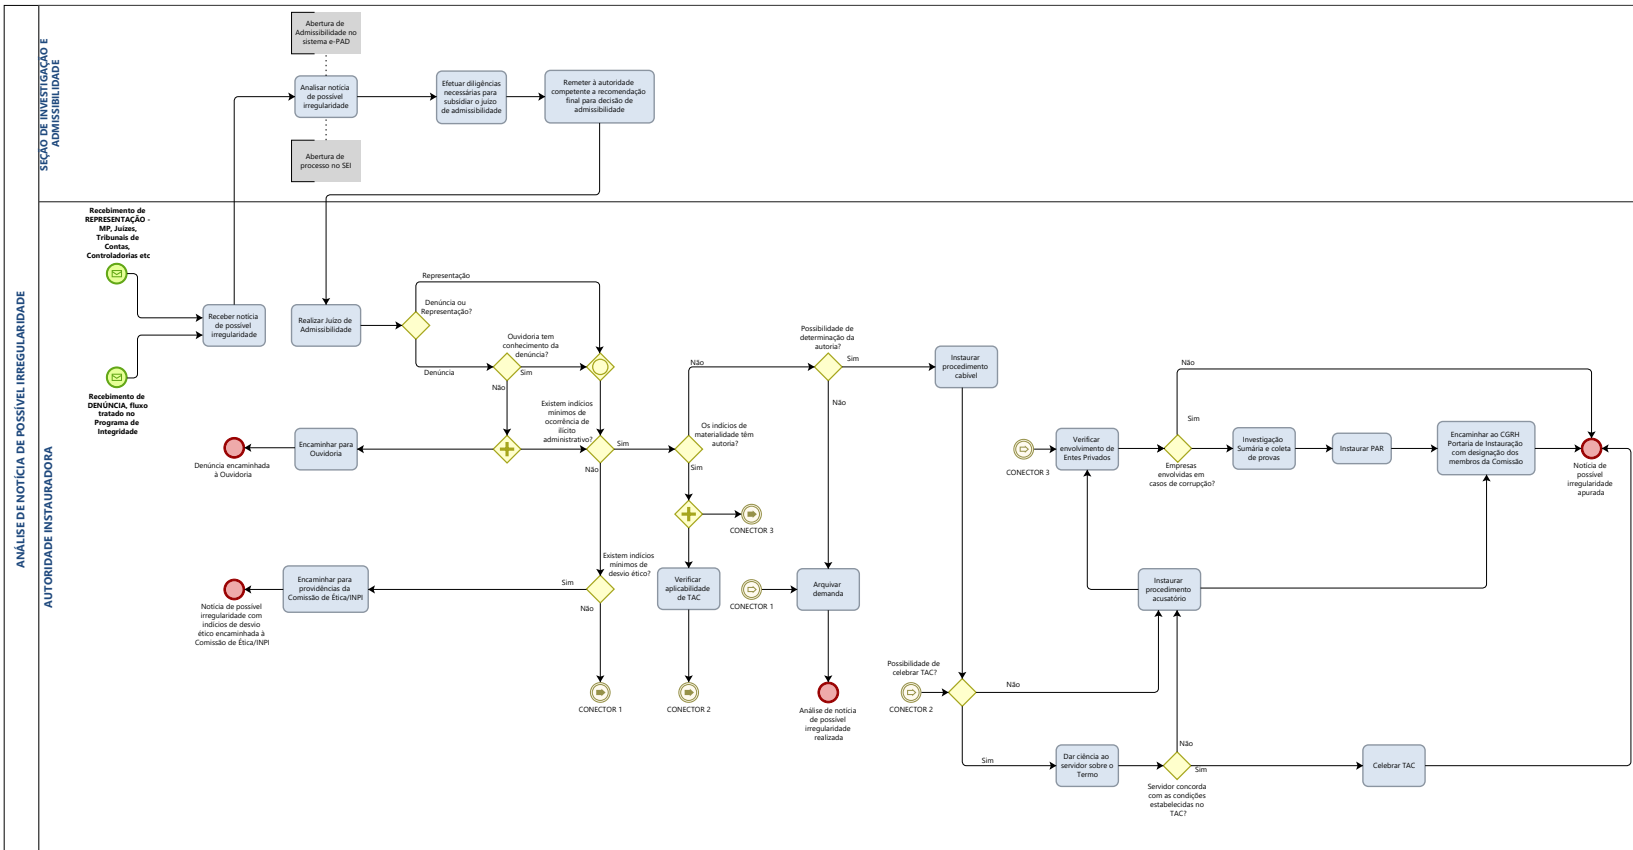 ANÁLISE DE NOTÍCIA DE POSSÍVEL IRREGULARIDADE
SEÇÃO DE INVESTIGAÇÃO E
ADMISSIBILIDADE
Abertura de
Admissibilidade no
sistema e-PAD
Analisar notícia
de possível
irregularidade
Abertura de
processo no SEI
Efetuar diligências
necessárias para
subsidiar o juízo
de admissibilidade
Remeter à autoridade
competente a recomendação
final para decisão de
admissibilidade
AUTORIDADE INSTAURADORA
Recebimento de
REPRESENTAÇÃO -
MP, Juízes,
Tribunais de
Contas,
Controladorias etc
Recebimento de
DENÚNCIA, fluxo
tratado no
Programa de
Integridade
Receber notícia
de possível
irregularidade
Realizar Juízo de
Admissibilidade
Denúncia ou
Representação?
Representação
Denúncia
Ouvidoria tem
conhecimento da
denúncia?
Sim
Não
Encaminhar para
Ouvidoria
Denúncia encaminhada
à Ouvidoria
Existem indícios
mínimos de
ocorrência de
ilícito
administrativo?
Sim
Não
Existem indícios
mínimos de
desvio ético?
Sim
Não
Encaminhar para
providências da
Comissão de Ética/INPI
Notícia de possível
irregularidade com
indícios de desvio
ético encaminhada à
Comissão de Ética/INPI
CONECTOR 1
Os indícios de
materialidade têm
autoria?
Não
Sim
CONECTOR 3
Verificar
aplicabilidade
de TAC
CONECTOR 2
Possibilidade de
determinação da
autoria?
Sim
Não
CONECTOR 1
Arquivar
demanda
Análise de notícia
de possível
irregularidade
realizada
Instaurar
procedimento
cabível
Possibilidade de
celebrar TAC?
CONECTOR 2
Não
Sim
Dar ciência ao
servidor sobre o
Termo
Servidor concorda
com as condições
estabelecidas no
TAC?
Não
Sim
Celebrar TAC
Instaurar
procedimento
acusatório
CONECTOR 3
Verificar
envolvimento de
Entes Privados
Empresas
envolvidas em
casos de corrupção?
Não
Sim
Investigação
Sumária e coleta
de provas
Instaurar PAR
Encaminhar ao CGRH
Portaria de Instauração
com designação dos
membros da Comissão
Notícia de
possível
irregularidade
apurada